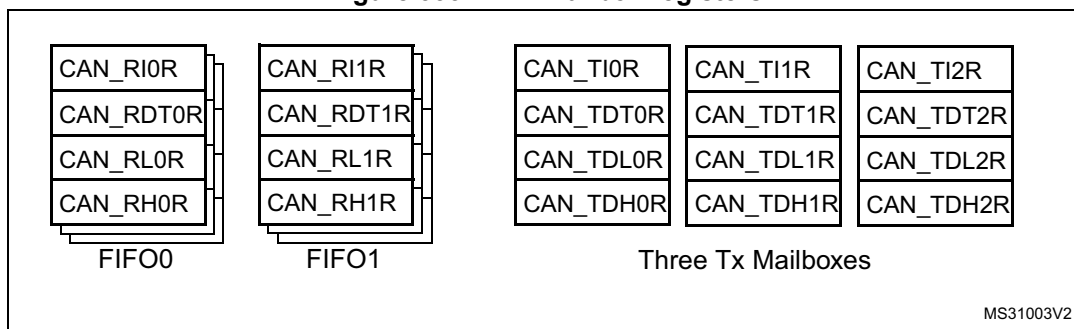 CAN_RI0R
CAN_RDT0R
CAN_RL0R
CAN_RH0R
FIFO0
CAN_RI1R
CAN_RDT1R
CAN_RL1R
CAN_RH1R
FIFO1
CAN_TI0R
CAN_TDT0R
CAN_TDL0R
CAN_TDH0R
CAN_TI1R
CAN_TDT1R
CAN_TDL1R
CAN_TDH1R
CAN_TI2R
CAN_TDT2R
CAN_TDL2R
CAN_TDH2R
Three Tx Mailboxes
MS31003V2